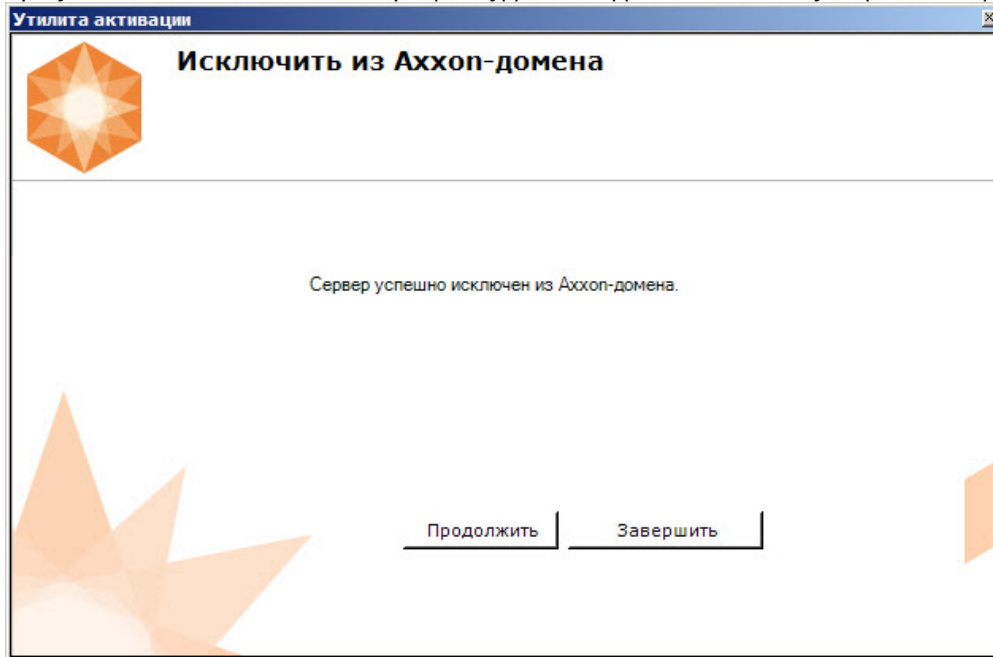 Утилита активации
Исключить из Axxon-домена
Сервер успешно исключен из Axxon-домена.
Продолжить
Завершить